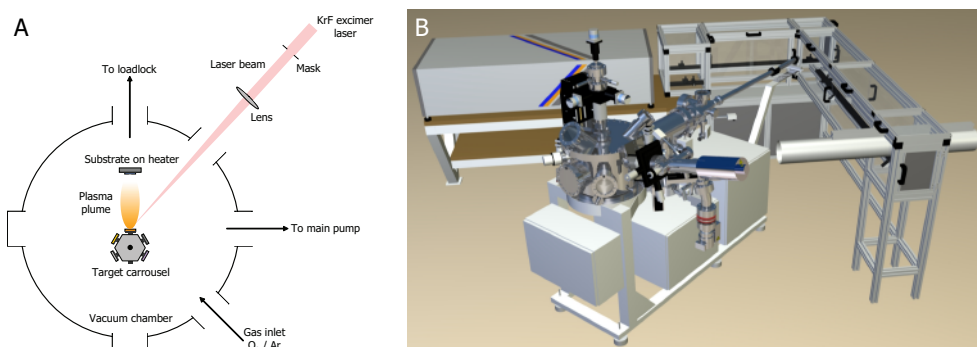 A
KrF excimer
laser
Mask
Laser beam
Lens
To loadlock
Substrate on heater
Plasma
plume
To main pump
Target carrousel
Vacuum chamber
Gas inlet
O / Ar
B